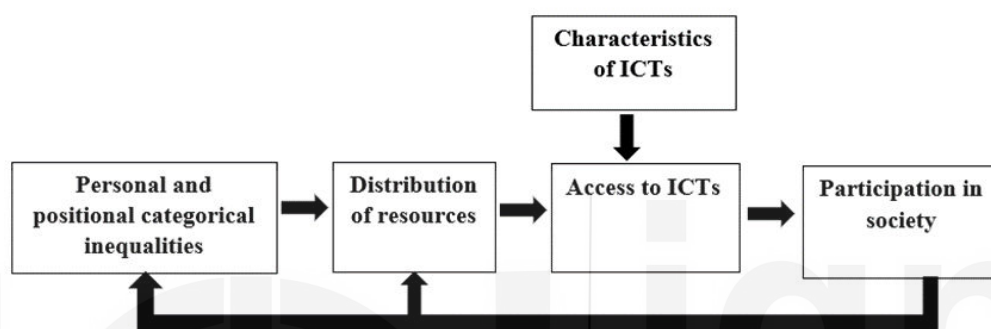 Characteristics
of ICTs
Personal and
positional categorical
inequalities
Distribution
of resources
Access to ICTs
Participation in
society